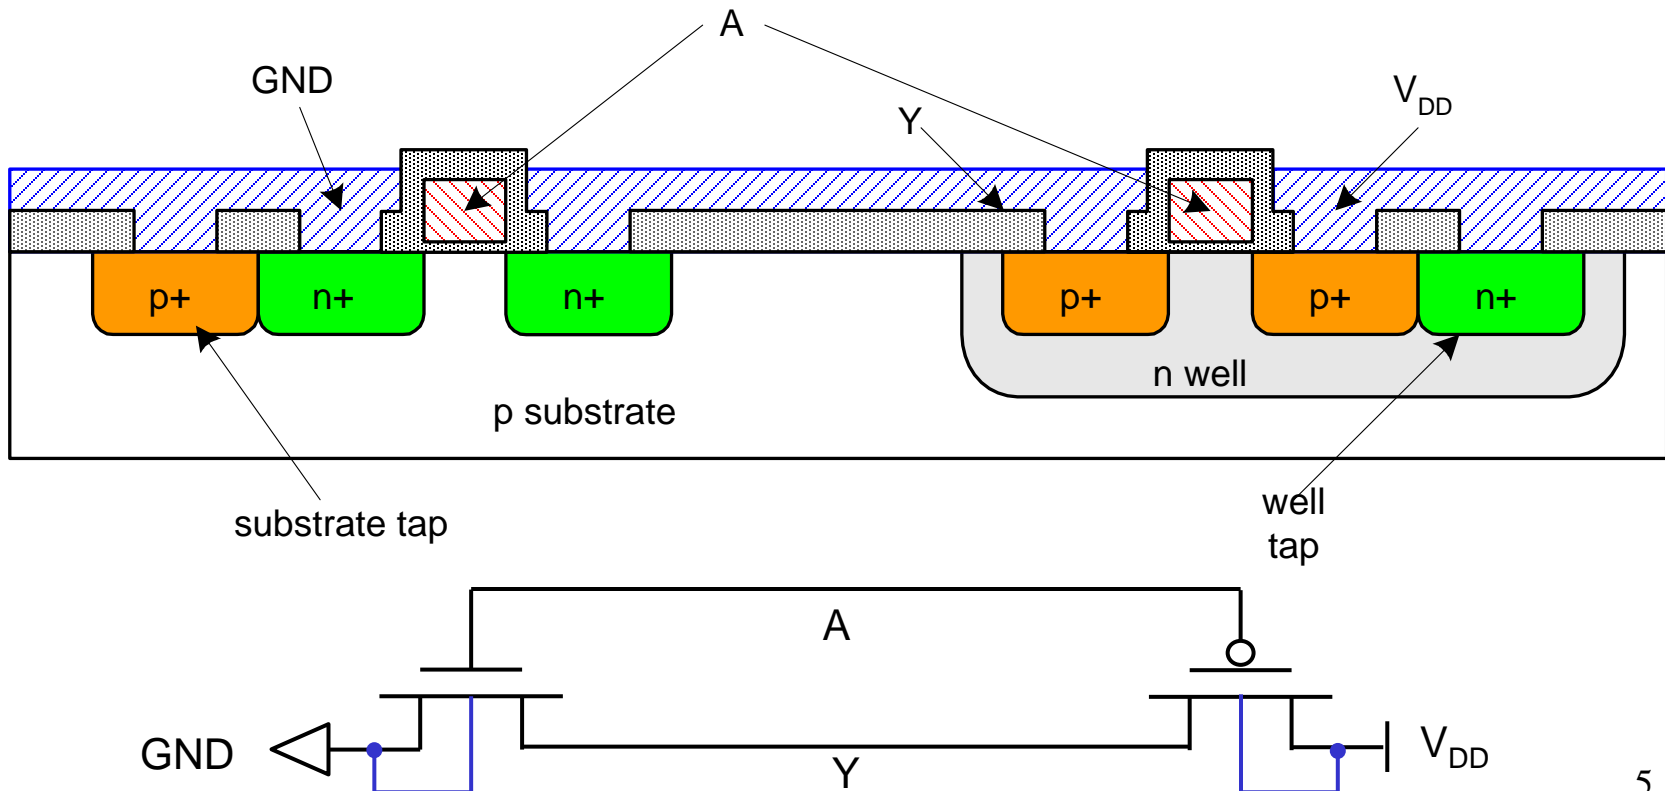 A
GND
Y
VDD
p+
n+
n+
p+
p+
n+
n well
p substrate
substrate tap
well
tap
A
GND
Y
VDD
5